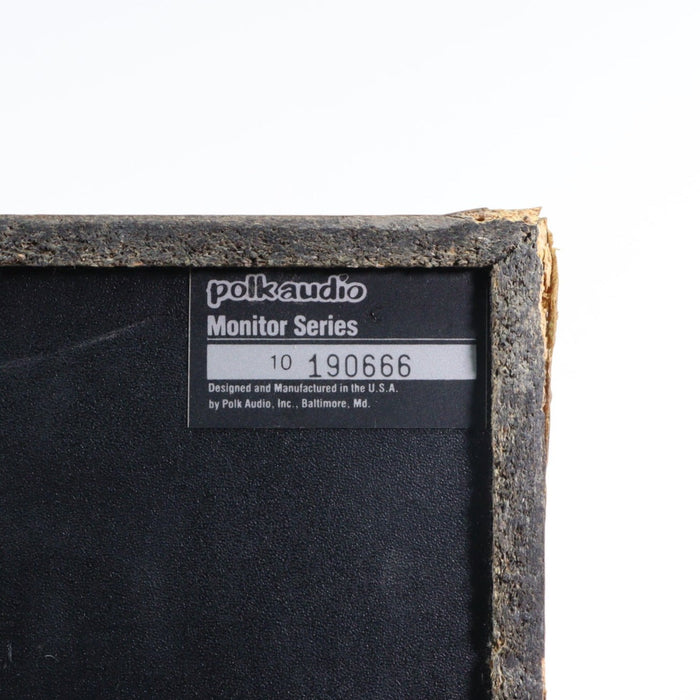 polkaudio
Monitor Series
10 190666
Designed and Manufactured in the U.S.A.
by Polk Audio, Inc., Baltimore, Md.